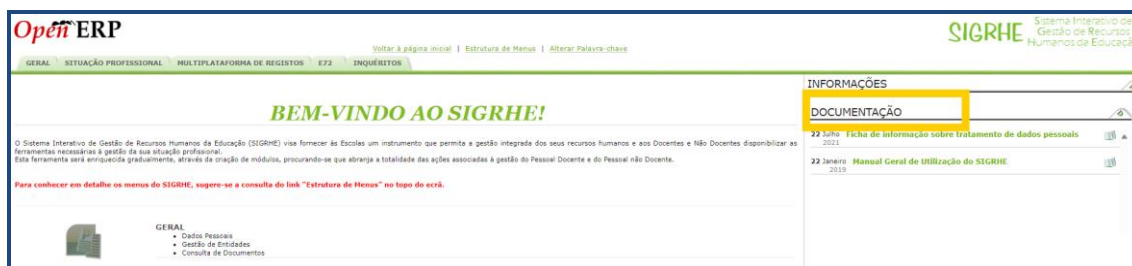 Open ERP
Voltar à página inicial | Estrutura de Menus | Alterar Palavra-chave
SIGRHE
Sistema Interativo de
Gestão de Recursos
Humanos da Educação
GERAL SITUAÇÃO PROFISSIONAL MULTIPLATAFORMA DE REGISTOS E72 INQUÉRITOS
BEM-VINDO AO SIGRHE!
O Sistema Interativo de Gestão de Recursos Humanos da Educação (SIGRHE) visa fornecer às Escolas um instrumento que permita a gestão integrada dos seus recursos humanos e aos Docentes e Não Docentes disponibilizar as
ferramentas necessárias à gestão da sua situação profissional.
Esta ferramenta será enriquecida gradualmente, através da criação de módulos, procurando-se que abranja a totalidade das ações associadas à gestão do Pessoal Docente e do Pessoal não Docente.
Para conhecer em detalhe os menus do SIGRHE, sugere-se a consulta do link "Estrutura de Menus" no topo do ecrã.
GERAL
• Dados Pessoais
• Gestão de Entidades
• Consulta de Documentos
INFORMAÇÕES
DOCUMENTAÇÃO
22 Julho Ficha de informação sobre tratamento de dados pessoais
2021
22 Janeiro Manual Geral de Utilização do SIGRHE
2019